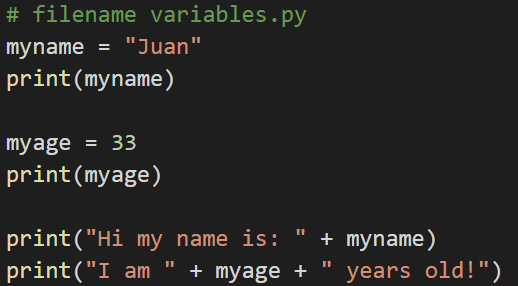 # filename variables.py
myname = "Juan"
print(myname)
myage = 33
print(myage)
print("Hi my name is: " + myname)
print("I am " + myage + " years old!")